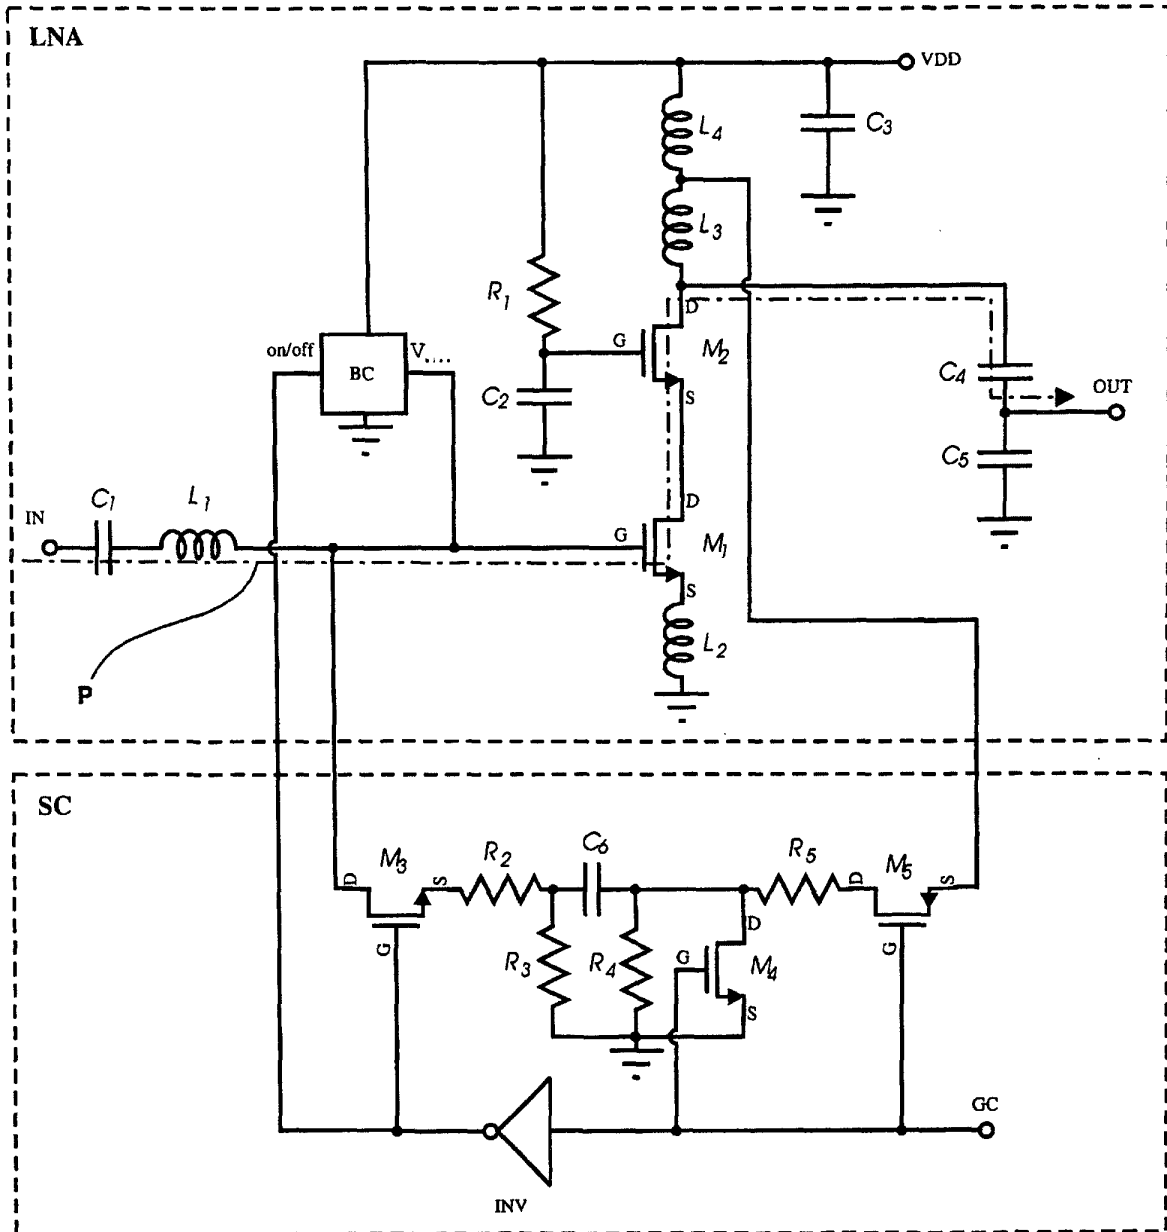 LNA
VDD
L4
C3
L3
R1
D
G
M2
on/off
V
BC
C2
S
C4
OUT
C5
D
C1
L1
IN
G
M1
S
L2
P
SC
C6
M3
R2
R5
M5
D
S
D
S
D
G
R3
R4
G
M4
G
S
GC
INV